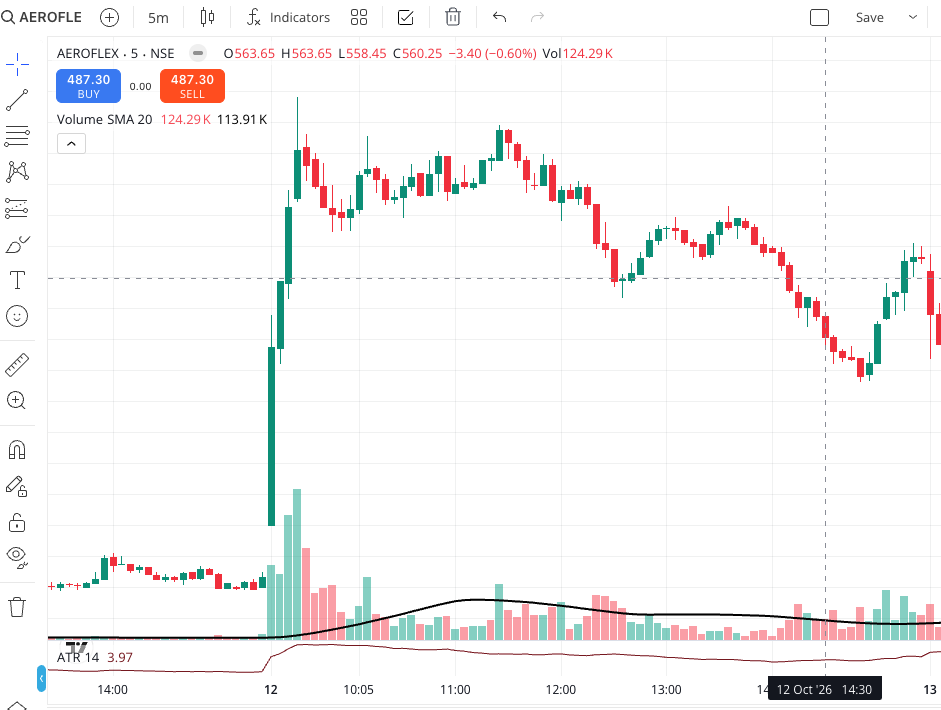 AEROFLE
5m
Indicators
Save
AEROFLEX · 5 · NSE
O563.65 H563.65 L558.45 C560.25 −3.40 (−0.60%) Vol124.29 K
487.30
BUY
0.00
487.30
SELL
Volume SMA 20 124.29 K 113.91 K
ATR 14 3.97
14:00
12
10:05
11:00
12:00
13:00
14
12 Oct '26 14:30
13